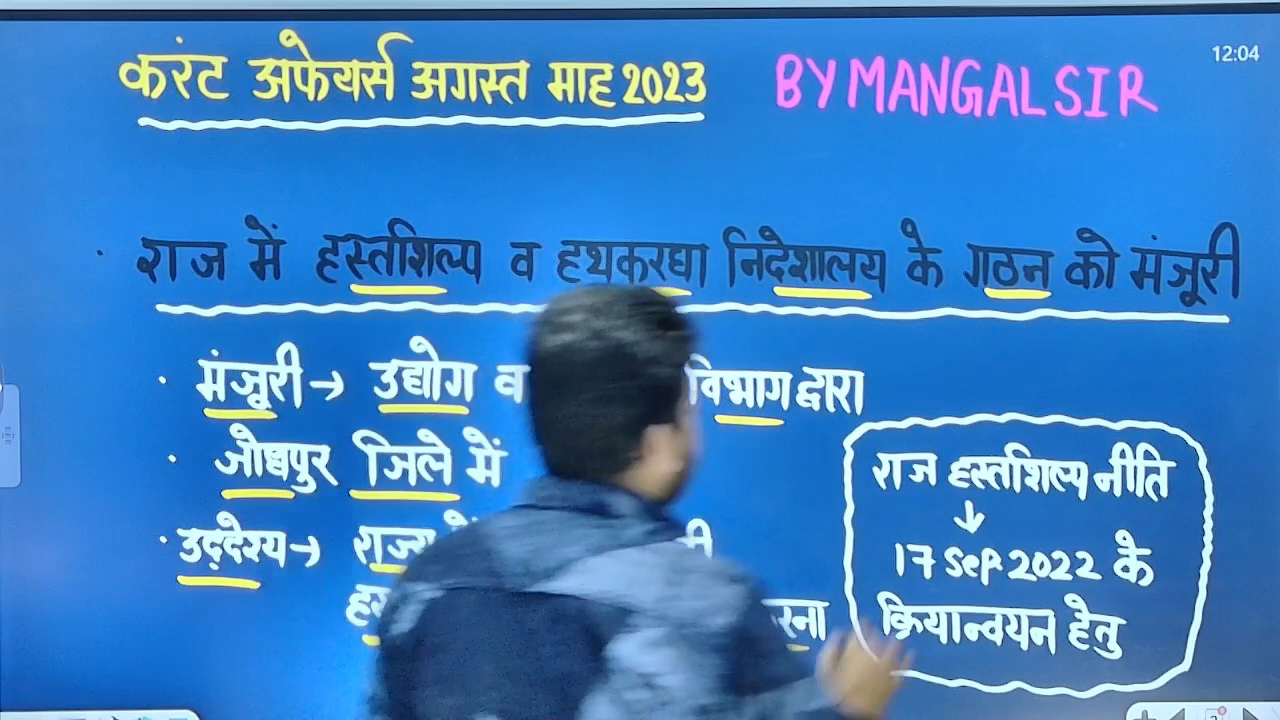 करंट अफेयर्स अगस्त माह 2023
BY MANGAL SIR
12:04
राज में हस्तशिल्प व हथकरघा निदेशालय के गठन को मंजूरी
मंजूरी → उद्योग व विभाग द्वारा
जोधपुर जिले में
उद्देश्य → राज्य
राज हस्तशिल्प नीति
↓
17 Sep 2022 के
क्रियान्वयन हेतु